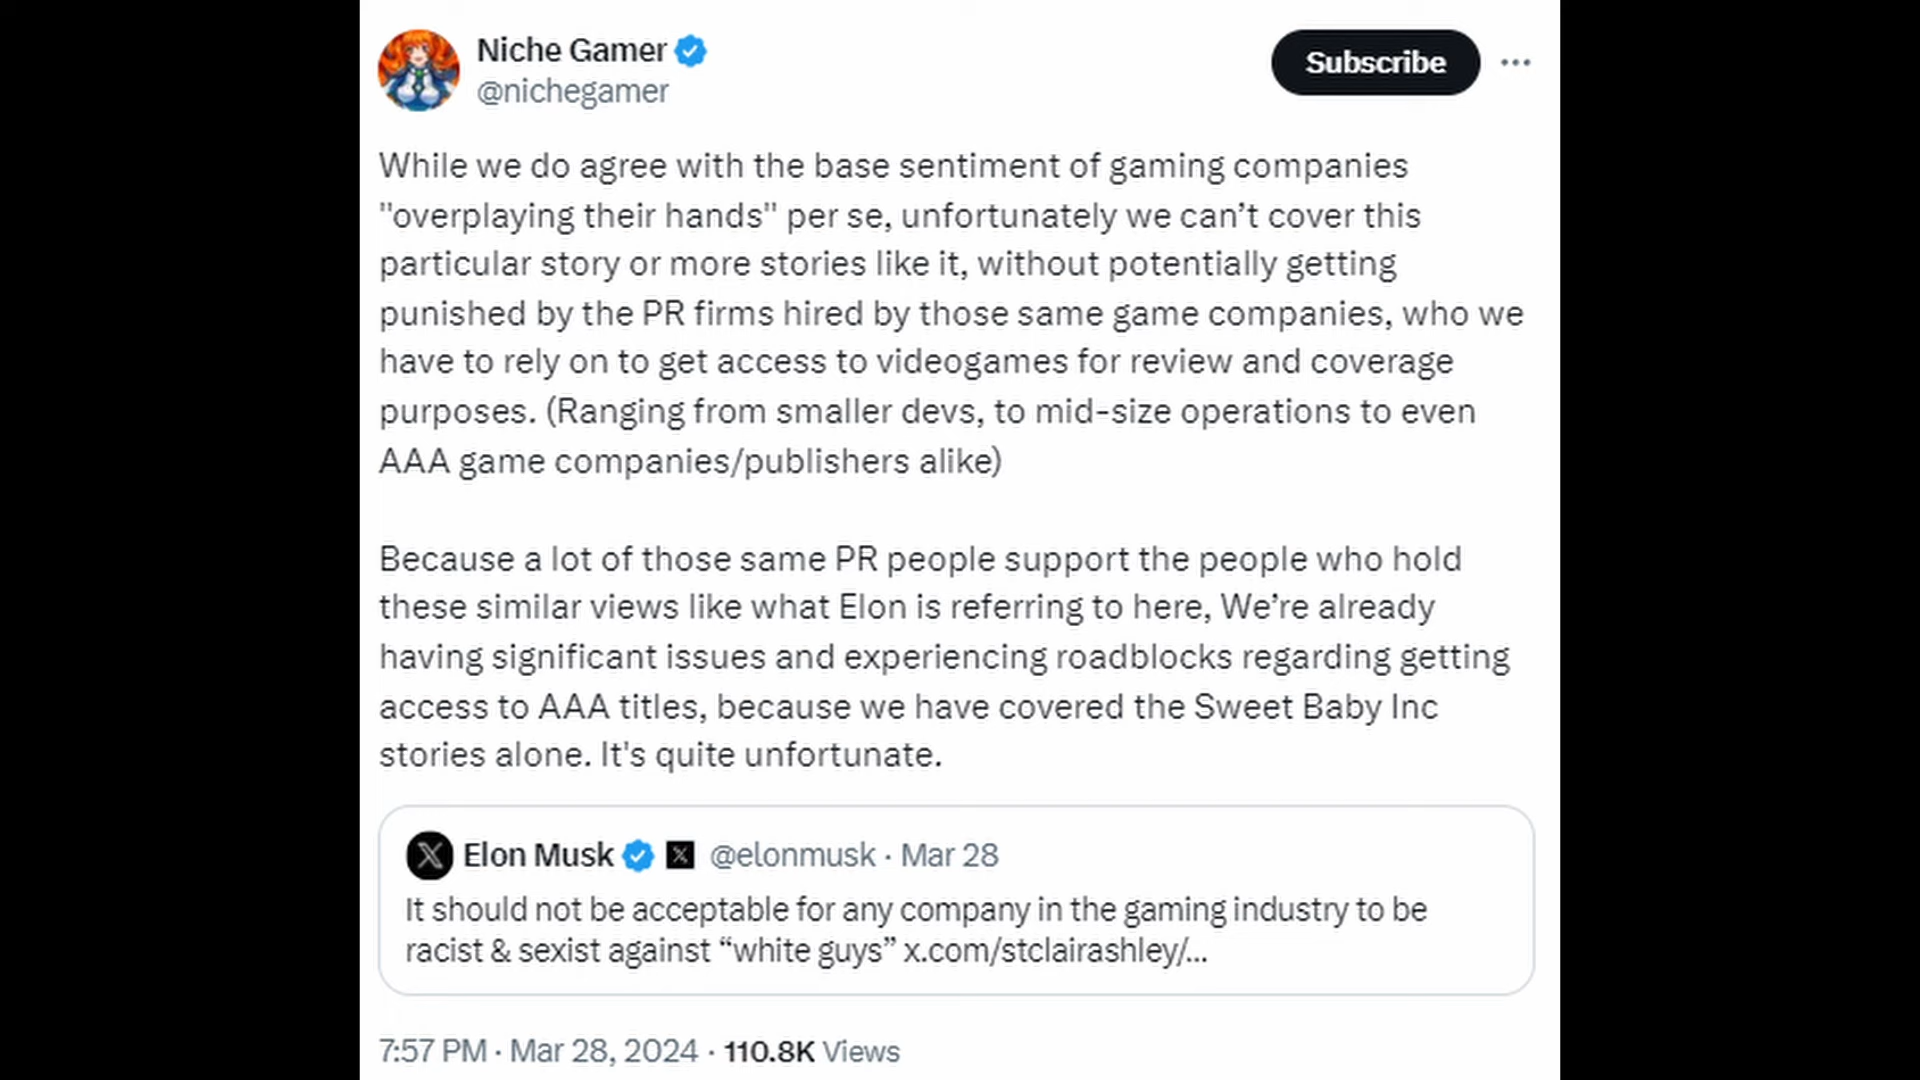 Niche Gamer
@nichegamer
Subscribe
While we do agree with the base sentiment of gaming companies
"overplaying their hands" per se, unfortunately we can’t cover this
particular story or more stories like it, without potentially getting
punished by the PR firms hired by those same game companies, who we
have to rely on to get access to videogames for review and coverage
purposes. (Ranging from smaller devs, to mid-size operations to even
AAA game companies/publishers alike)
Because a lot of those same PR people support the people who hold
these similar views like what Elon is referring to here, We’re already
having significant issues and experiencing roadblocks regarding getting
access to AAA titles, because we have covered the Sweet Baby Inc
stories alone. It's quite unfortunate.
Elon Musk @elonmusk · Mar 28
It should not be acceptable for any company in the gaming industry to be
racist & sexist against “white guys” x.com/stclairashley/...
7:57 PM · Mar 28, 2024 · 110.8K Views